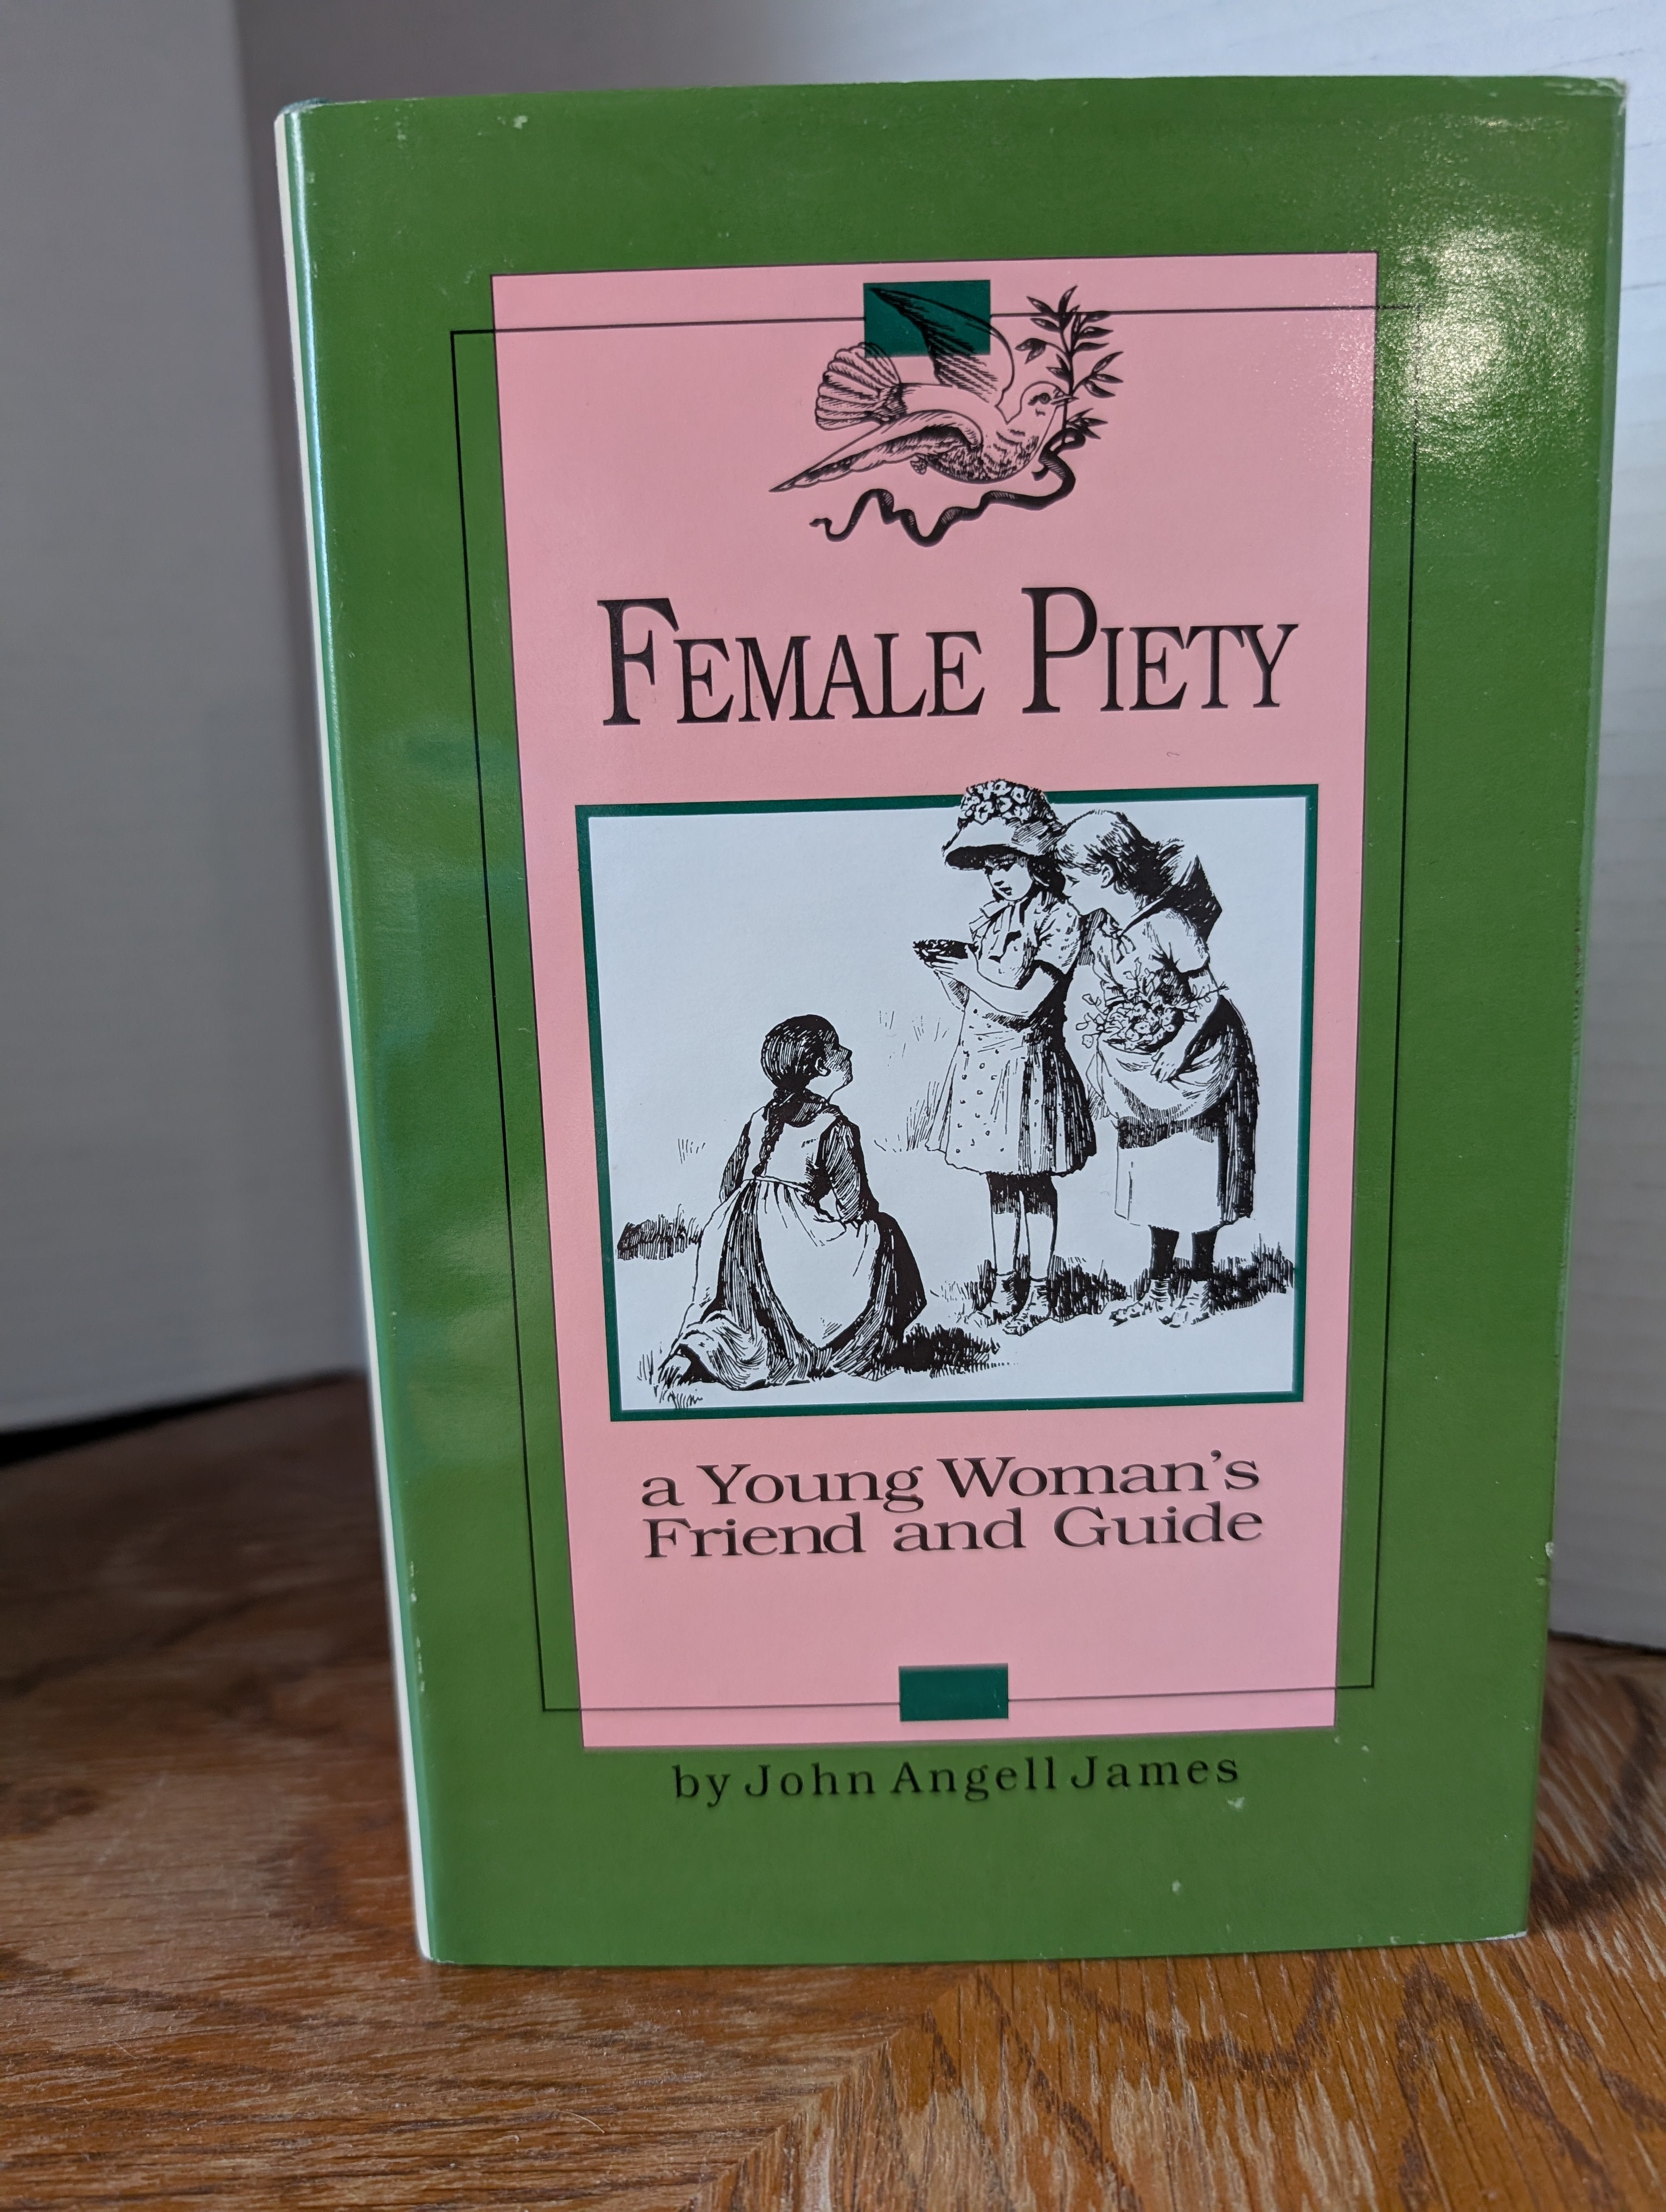 FEMALE PIETY
a Young Woman's
Friend and Guide
by John Angell James